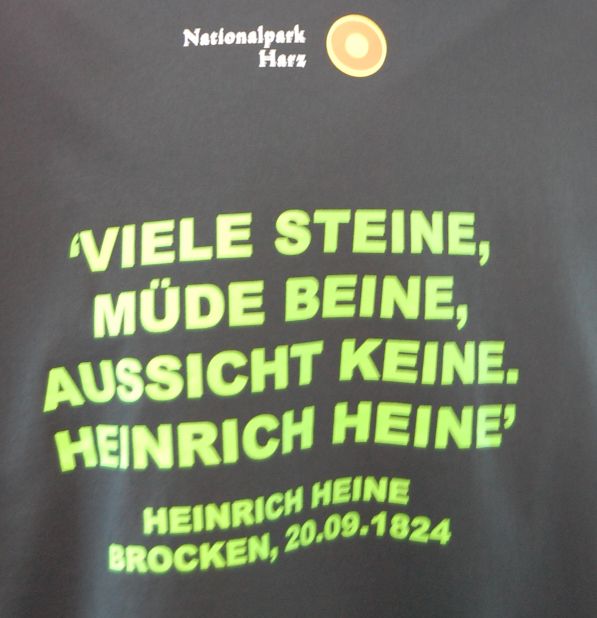 Nationalpark
Harz
‘VIELE STEINE,
MÜDE BEINE,
AUSSICHT KEINE.
HEINRICH HEINE’
HEINRICH HEINE
BROCKEN, 20.09.1824